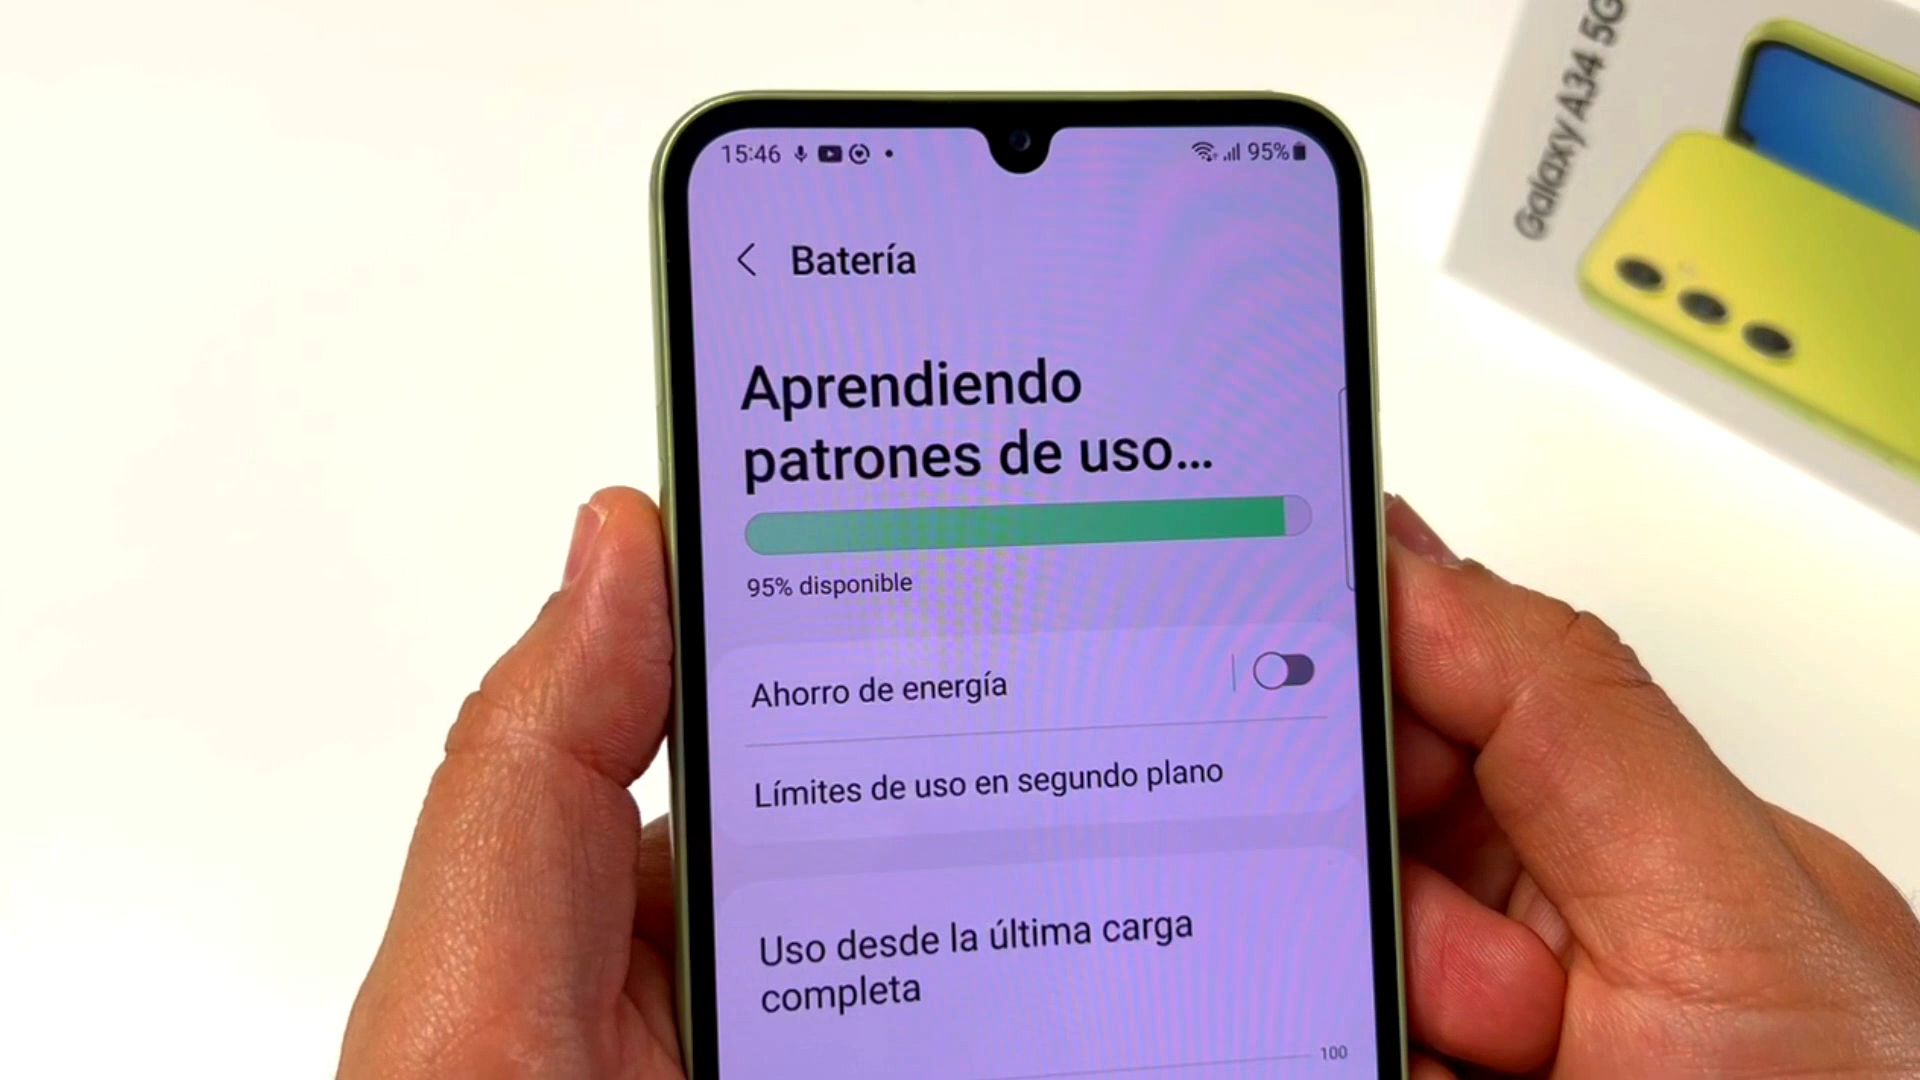 Galaxy A34 5G
15:46 95%
Batería
Aprendiendo
patrones de uso...
95% disponible
Ahorro de energía
Límites de uso en segundo plano
Uso desde la última carga
completa
100